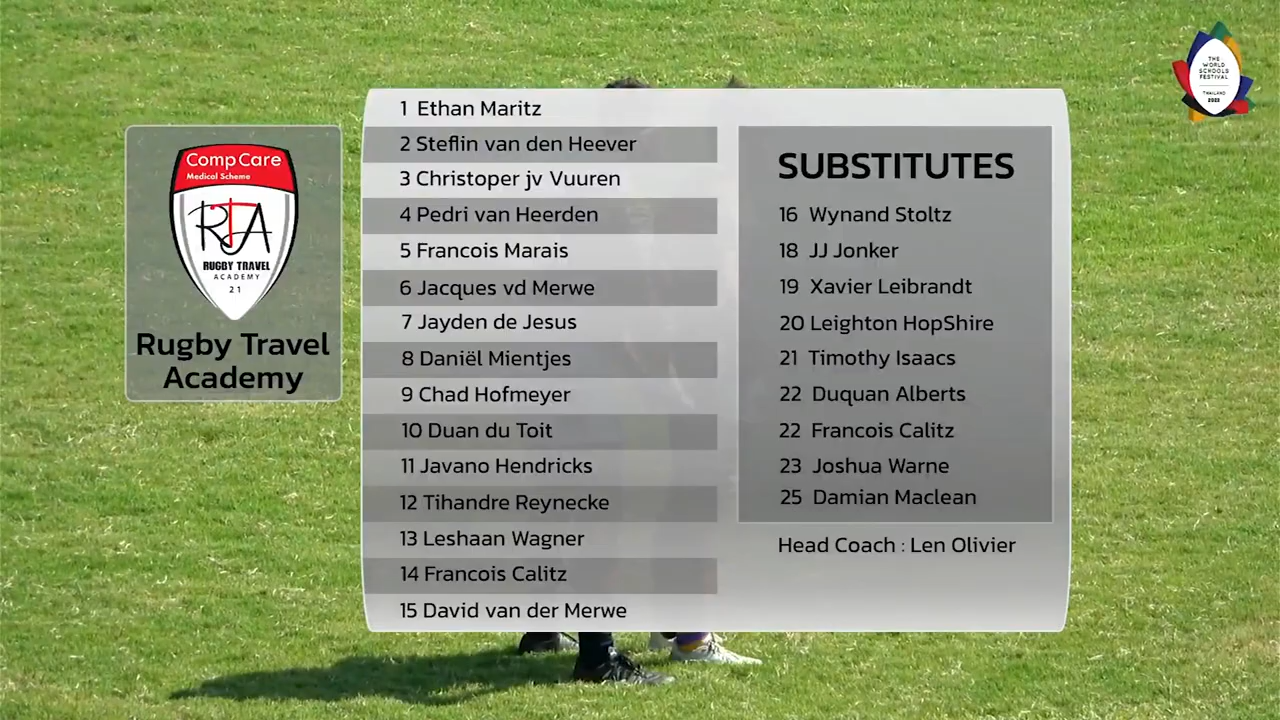 CompCare
Medical Scheme
RTA
RUGBY TRAVEL
ACADEMY
21
Rugby Travel
Academy
1 Ethan Maritz
2 Steflin van den Heever
3 Christoper jv Vuuren
4 Pedri van Heerden
5 Francois Marais
6 Jacques vd Merwe
7 Jayden de Jesus
8 Daniël Mientjes
9 Chad Hofmeyer
10 Duan du Toit
11 Javano Hendricks
12 Tihandre Reynecke
13 Leshaan Wagner
14 Francois Calitz
15 David van der Merwe
SUBSTITUTES
16 Wynand Stoltz
18 JJ Jonker
19 Xavier Leibrandt
20 Leighton HopShire
21 Timothy Isaacs
22 Duquan Alberts
22 Francois Calitz
23 Joshua Warne
25 Damian Maclean
Head Coach : Len Olivier
THE
WORLD
SCHOOLS
FESTIVAL
THAILAND
2022